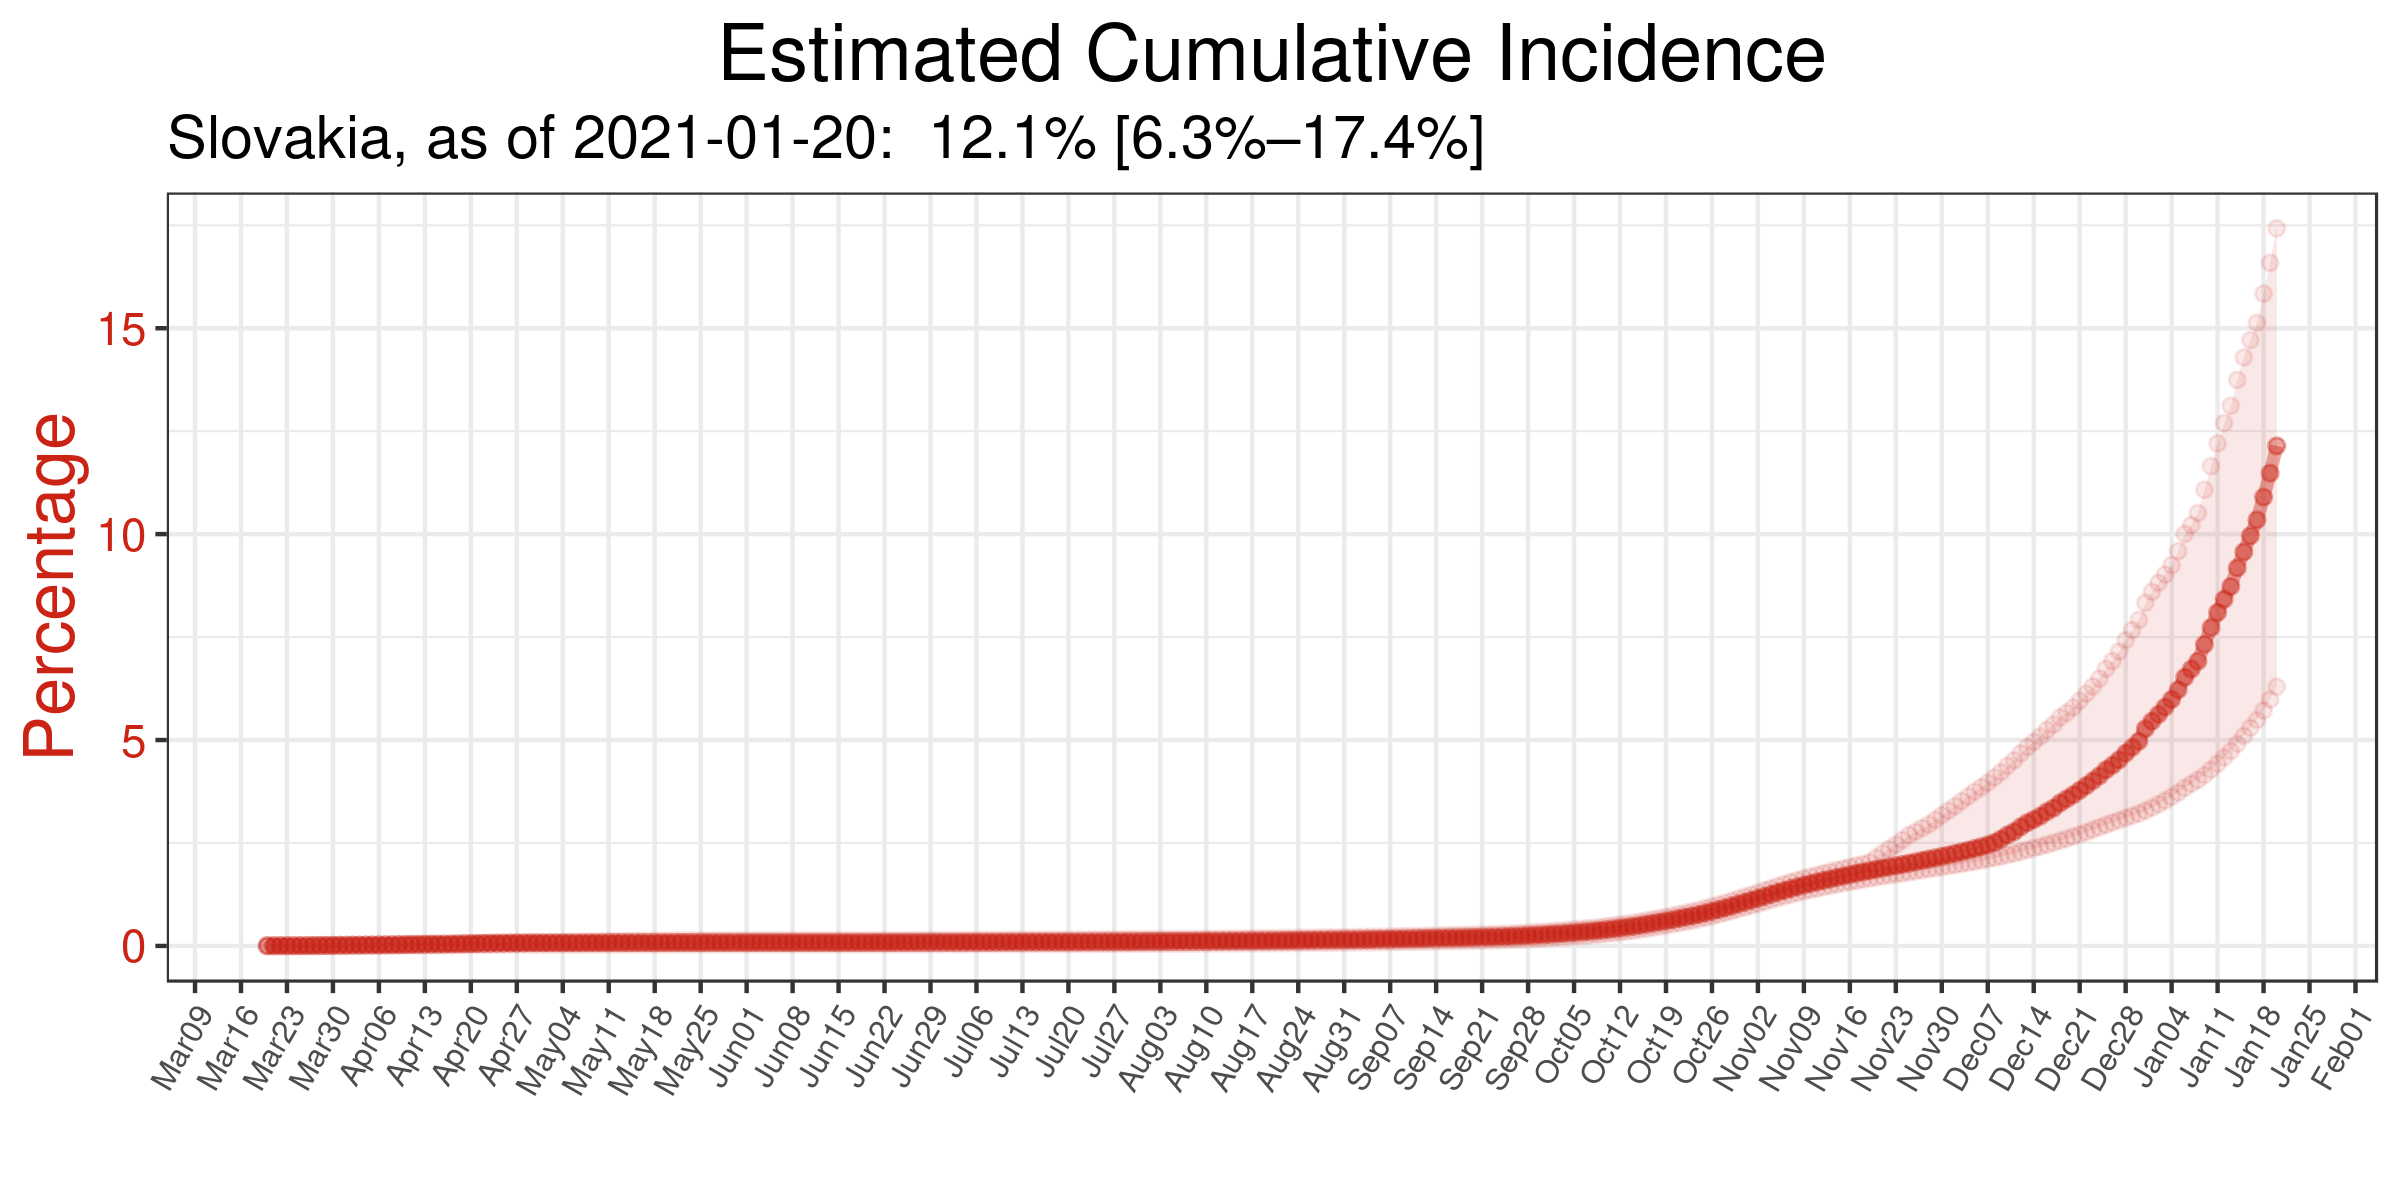 Estimated Cumulative Incidence
Slovakia, as of 2021-01-20:  12.1% [6.3%–17.4%]
Percentage
15
10
5
0
Mar09
Mar16
Mar23
Mar30
Apr06
Apr13
Apr20
Apr27
May04
May11
May18
May25
Jun01
Jun08
Jun15
Jun22
Jun29
Jul06
Jul13
Jul20
Jul27
Aug03
Aug10
Aug17
Aug24
Aug31
Sep07
Sep14
Sep21
Sep28
Oct05
Oct12
Oct19
Oct26
Nov02
Nov09
Nov16
Nov23
Nov30
Dec07
Dec14
Dec21
Dec28
Jan04
Jan11
Jan18
Jan25
Feb01